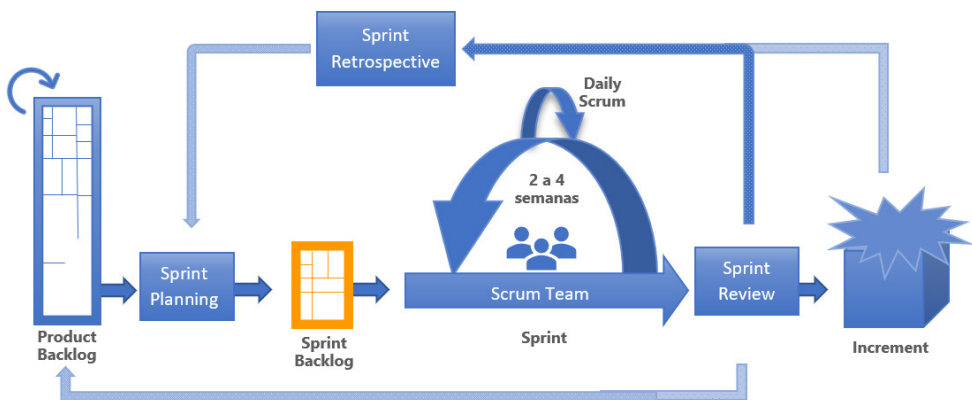 Sprint
Retrospective
Daily
Scrum
2 a 4
semanas
Sprint
Planning
Scrum Team
Sprint
Review
Product
Backlog
Sprint
Backlog
Sprint
Increment